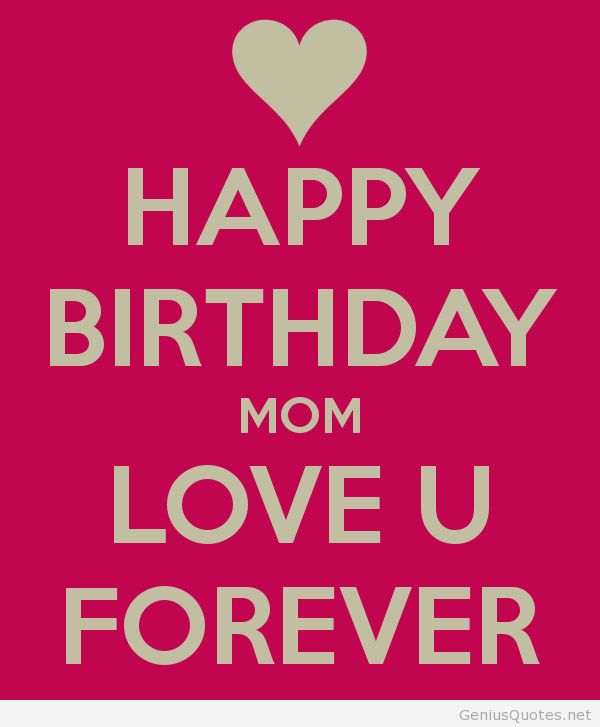 HAPPY
BIRTHDAY
MOM
LOVE U
FOREVER
GeniusQuotes.net